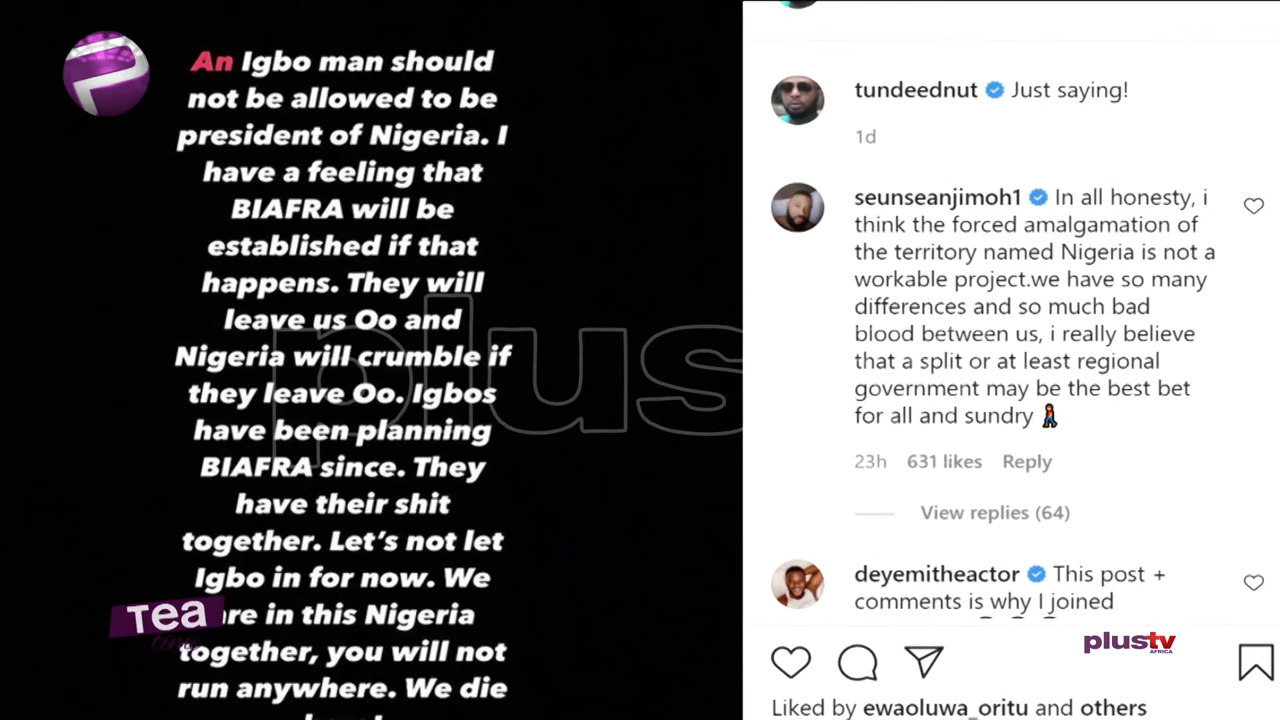 An Igbo man should
not be allowed to be
president of Nigeria. I
have a feeling that
BIAFRA will be
established if that
happens. They will
leave us Oo and
Nigeria will crumble if
they leave Oo. Igbos
have been planning
BIAFRA since. They
have their shit
together. Let's not let
Igbo in for now. We
are in this Nigeria
together, you will not
run anywhere. We die
plus
Tea
time
tundeednut Just saying!
1d
seunseanjimoh1 In all honesty, i
think the forced amalgamation of
the territory named Nigeria is not a
workable project.we have so many
differences and so much bad
blood between us, i really believe
that a split or at least regional
government may be the best bet
for all and sundry
23h 631 likes Reply
View replies (64)
deyemitheactor This post +
comments is why I joined
plustv
AFRICA
Liked by ewaoluwa_oritu and others